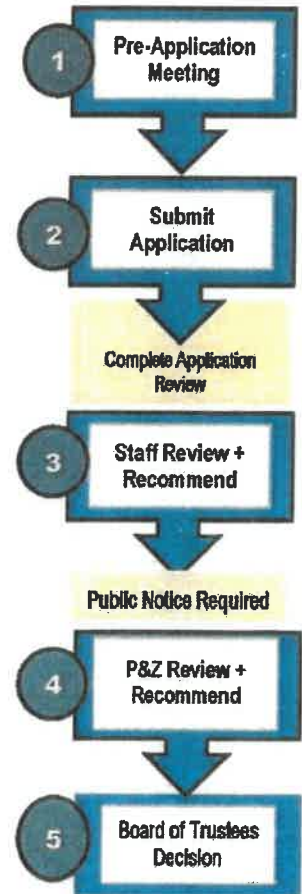 1
Pre-Application
Meeting
2
Submit
Application
Complete Application
Review
3
Staff Review +
Recommend
Public Notice Required
4
P&Z Review +
Recommend
5
Board of Trustees
Decision